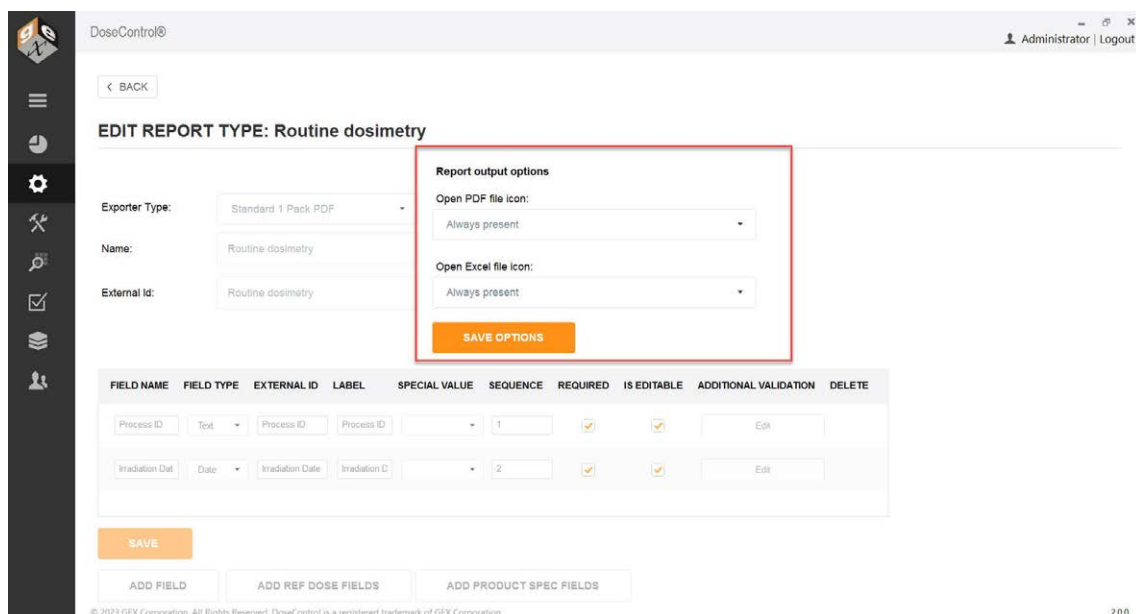 gex
DoseControl®
Administrator | Logout
< BACK
EDIT REPORT TYPE: Routine dosimetry
Report output options
Open PDF file icon:
Always present
Open Excel file icon:
Always present
SAVE OPTIONS
Exporter Type:
Standard 1 Pack PDF
Name:
Routine dosimetry
External Id:
Routine dosimetry
FIELD NAME FIELD TYPE EXTERNAL ID LABEL SPECIAL VALUE SEQUENCE REQUIRED IS EDITABLE ADDITIONAL VALIDATION DELETE
Process ID Text Process ID Process ID 1 Edit
Irradiation Dat Date Irradiation Date Irradiation D 2 Edit
SAVE
ADD FIELD ADD REF DOSE FIELDS ADD PRODUCT SPEC FIELDS
© 2023 GEX Corporation. All Rights Reserved. DoseControl is a registered trademark of GEX Corporation. 2.0.0